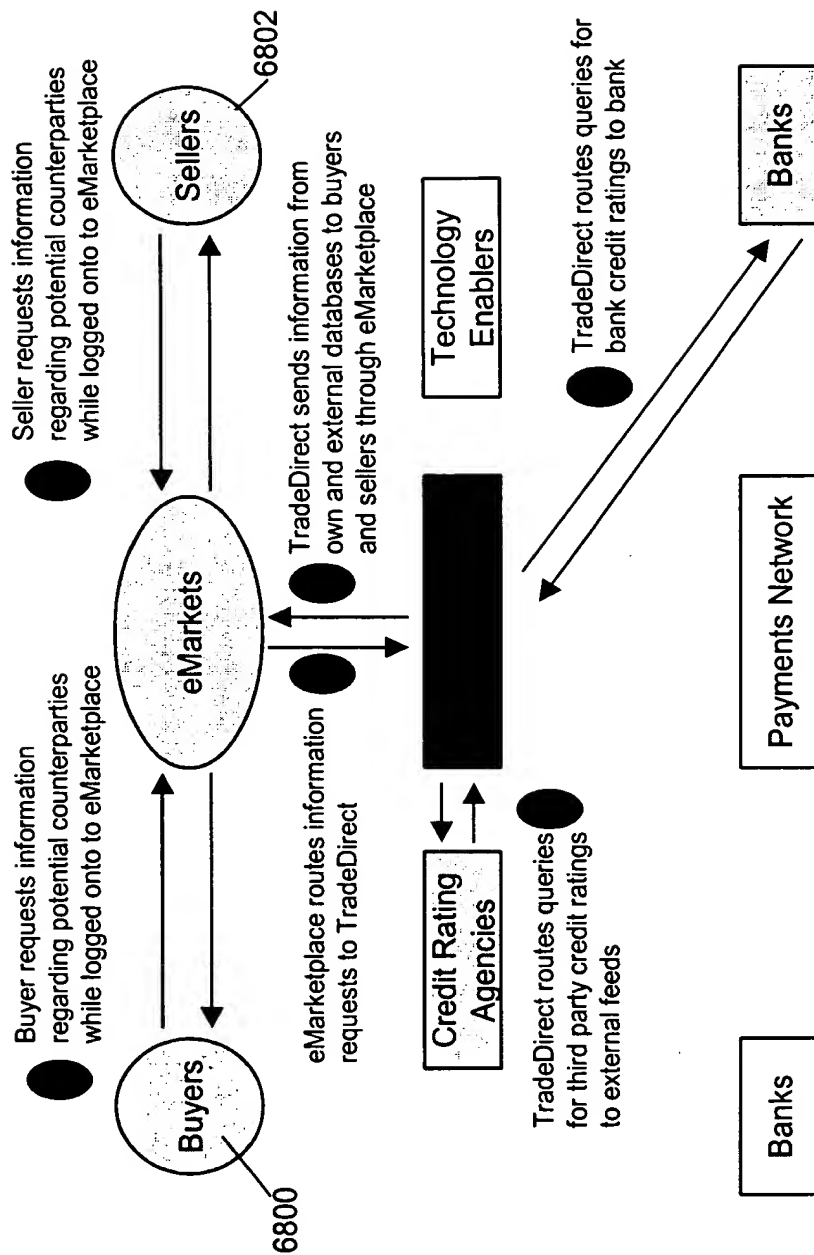 Buyer requests information
regarding potential counterparties
while logged onto to eMarketplace
Seller requests information
regarding potential counterparties
while logged onto to eMarketplace
Buyers
6800
eMarkets
Sellers
6802
eMarketplace routes information
requests to TradeDirect
TradeDirect sends information from
own and external databases to buyers
and sellers through eMarketplace
Credit Rating
Agencies
Technology
Enablers
TradeDirect routes queries
for third party credit ratings
to external feeds
TradeDirect routes queries for
bank credit ratings to bank
Banks
Payments Network
Banks